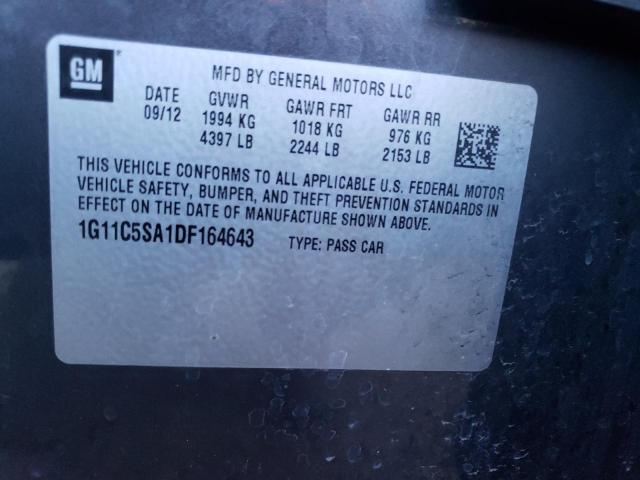 GM
MFD BY GENERAL MOTORS LLC
DATE GVWR GAWR FRT GAWR RR
09/12 1994 KG 1018 KG 976 KG
4397 LB 2244 LB 2153 LB
THIS VEHICLE CONFORMS TO ALL APPLICABLE U.S. FEDERAL MOTOR
VEHICLE SAFETY, BUMPER, AND THEFT PREVENTION STANDARDS IN
EFFECT ON THE DATE OF MANUFACTURE SHOWN ABOVE.
1G11C5SA1DF164643 TYPE: PASS CAR